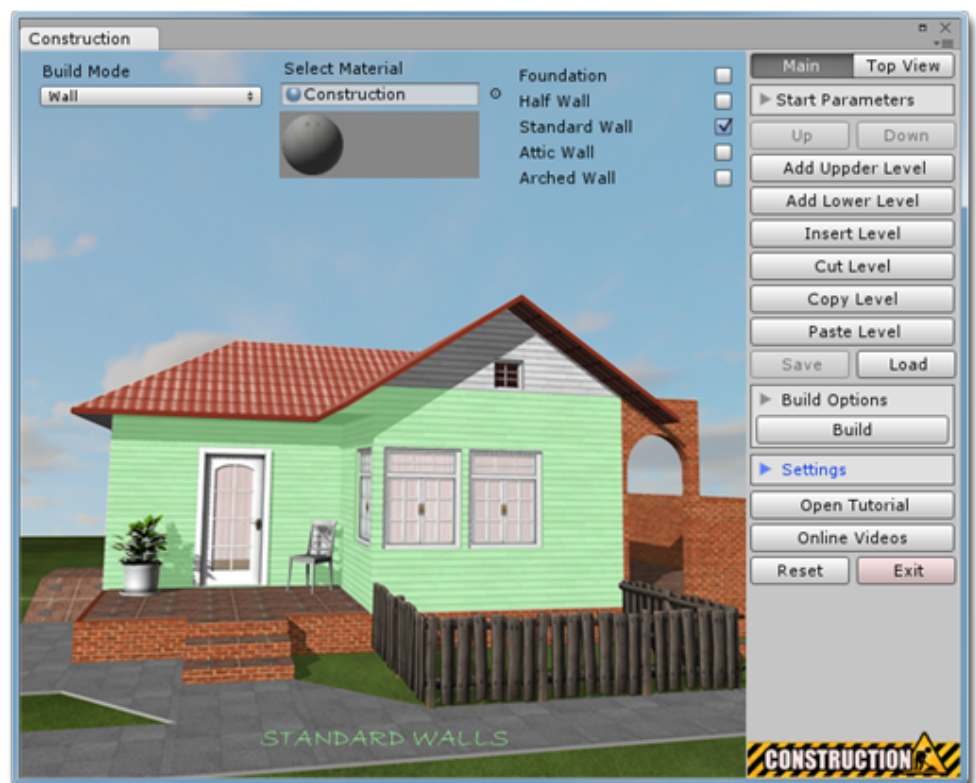 Construction
Build Mode
Wall
Select Material
Construction
Foundation
Half Wall
Standard Wall
Attic Wall
Arched Wall
Main
Top View
Start Parameters
Up
Down
Add Uppder Level
Add Lower Level
Insert Level
Cut Level
Copy Level
Paste Level
Save
Load
Build Options
Build
Settings
Open Tutorial
Online Videos
Reset
Exit
STANDARD WALLS
CONSTRUCTION